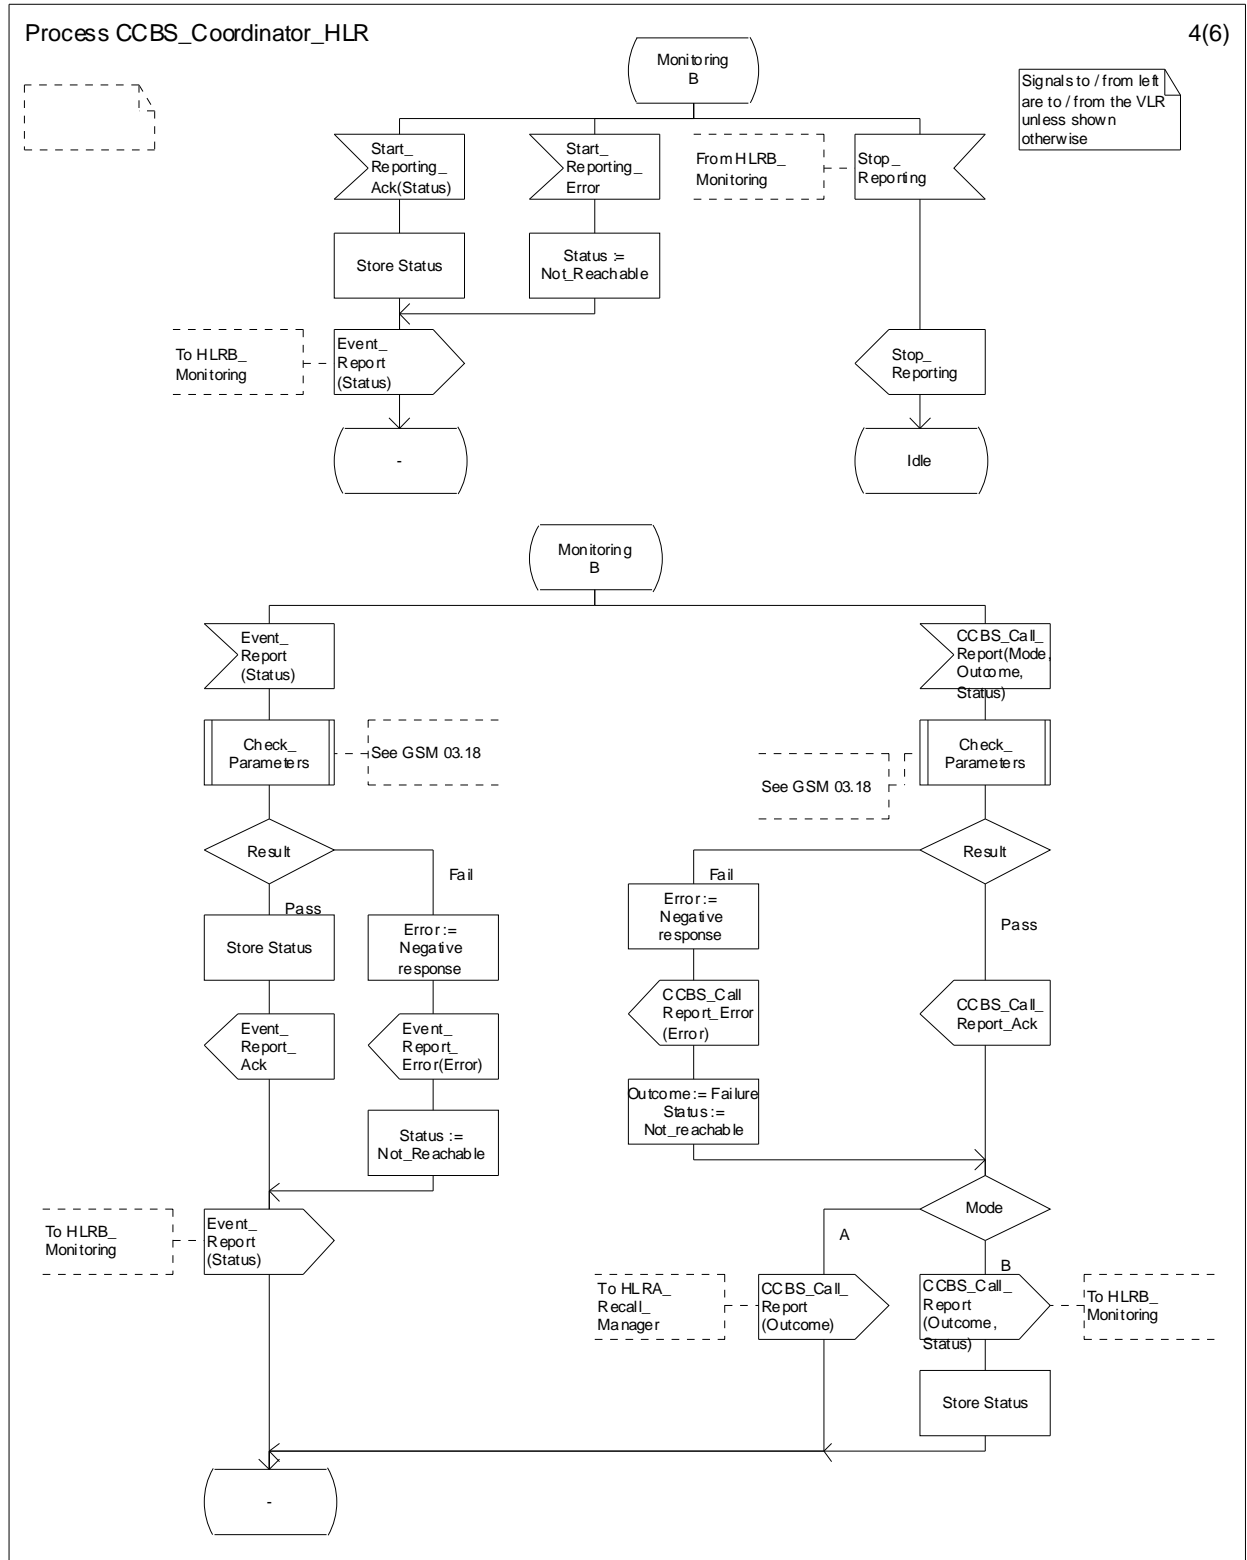 Process CCBS_Coordinator_HLR
4(6)
Monitoring
B
Signals to / from left
are to / from the VLR
unless shown
otherwise
Start_
Reporting_
Ack(Status)
Start_
Reporting_
Error
From HLRB_
Monitoring
Stop_
Reporting
Store Status
Status :=
Not_Reachable
To HLRB_
Monitoring
Event_
Report
(Status)
Stop_
Reporting
-
Idle
Monitoring
B
Event_
Report
(Status)
CCBS_Call_
Report(Mode,
Outcome,
Status)
Check_
Parameters
See GSM 03.18
See GSM 03.18
Check_
Parameters
Result
Fail
Pass
Result
Fail
Pass
Store Status
Error :=
Negative
response
Error :=
Negative
response
Event_
Report_
Ack
Event_
Report_
Error(Error)
CCBS_Call
Report_Error
(Error)
CCBS_Call_
Report_Ack
Status :=
Not_Reachable
Outcome := Failure
Status :=
Not_reachable
Mode
A
B
To HLRB_
Monitoring
Event_
Report
(Status)
To HLRA_
Recall_
Manager
CCBS_Call_
Report
(Outcome)
CCBS_Call_
Report
(Outcome,
Status)
To HLRB_
Monitoring
Store Status
-